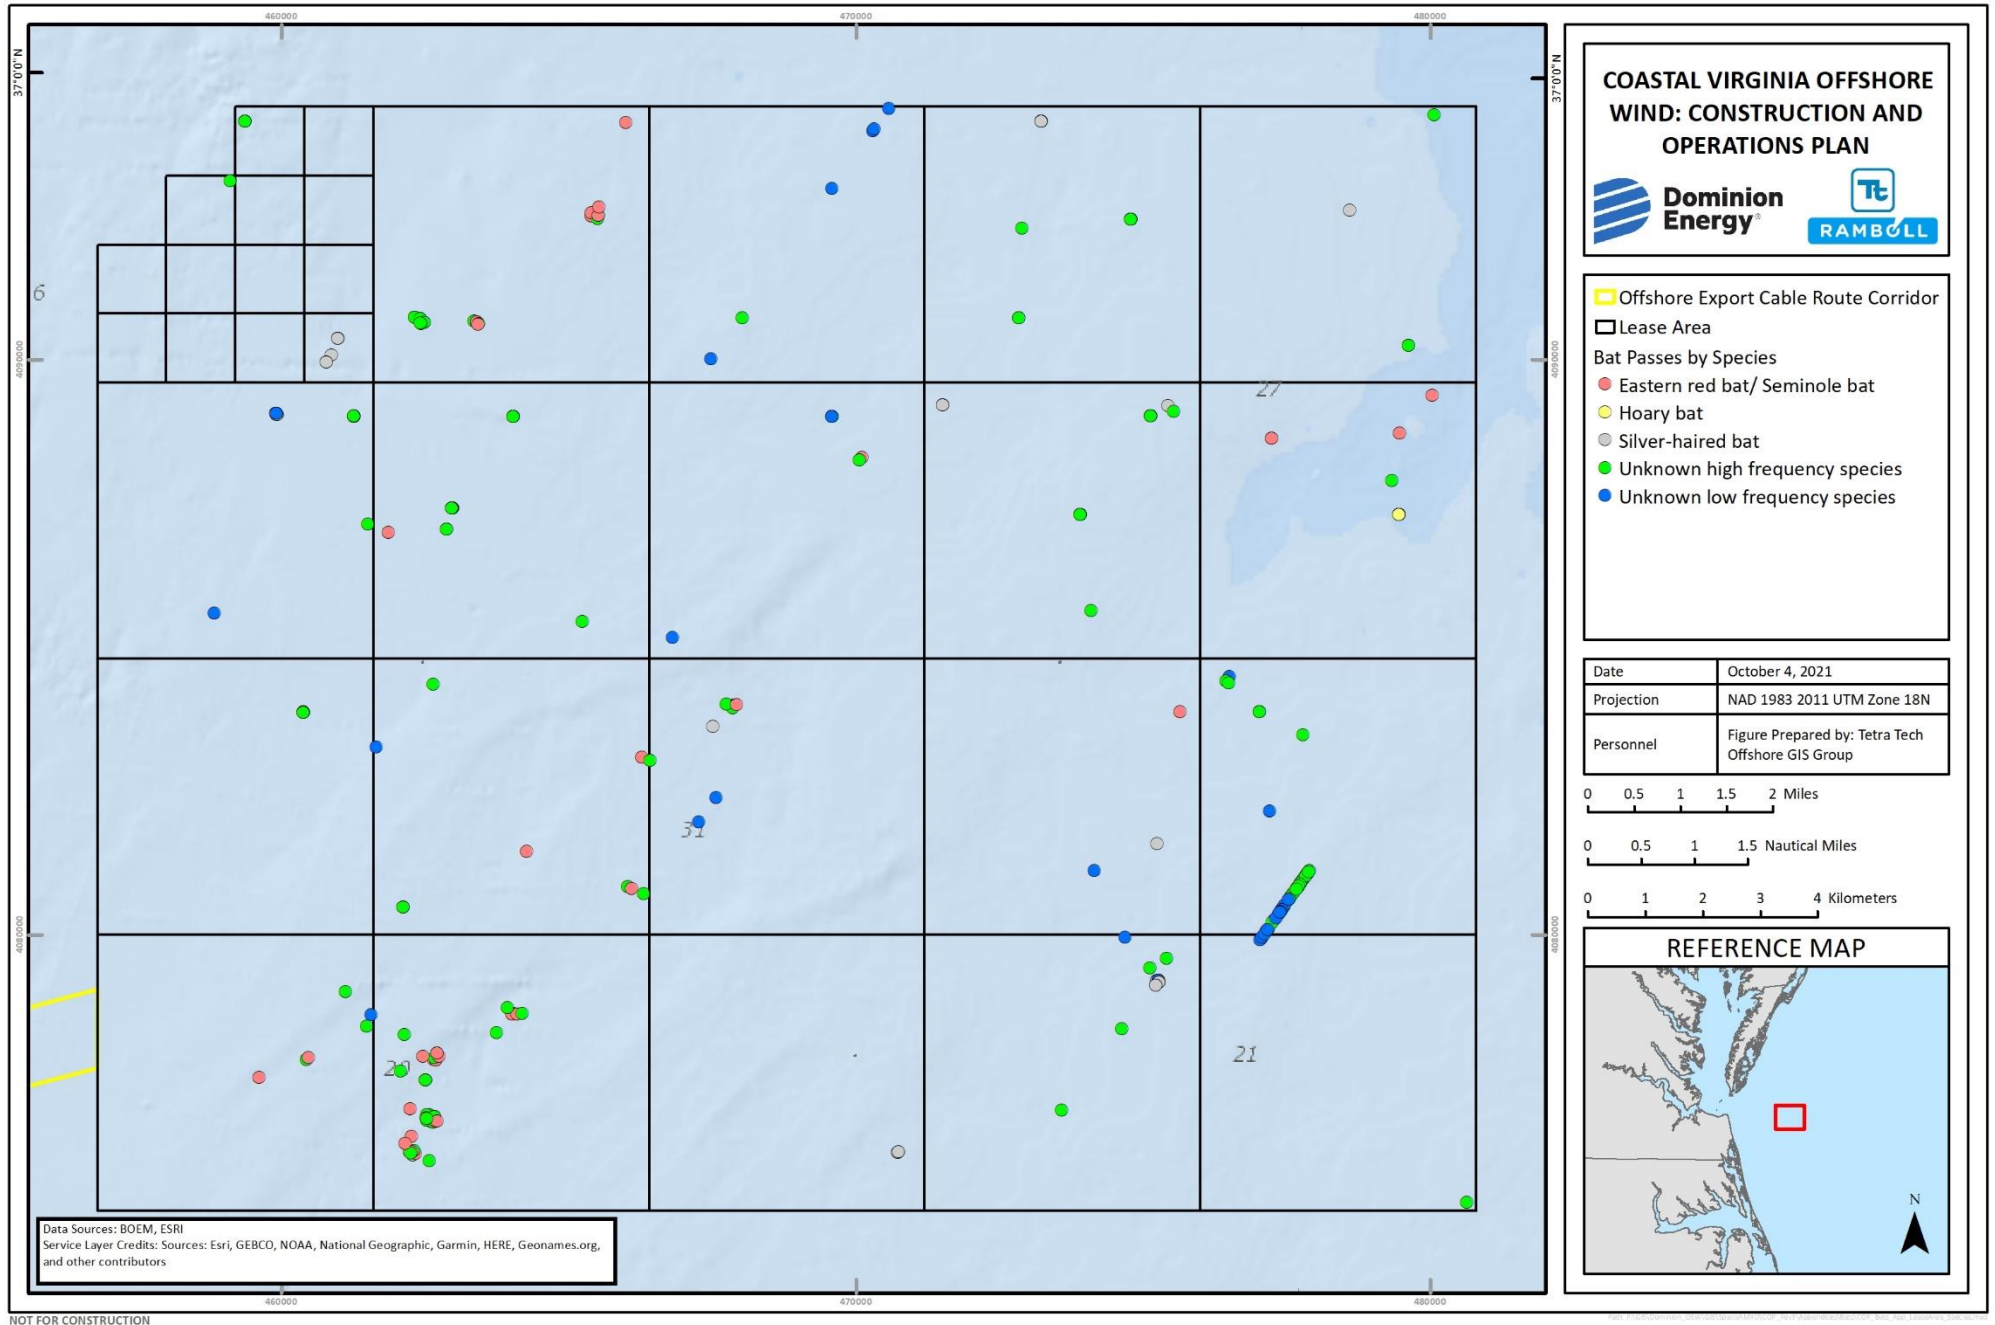 460000
470000
480000
37°0'0"N
37°0'0"N
COASTAL VIRGINIA OFFSHORE
WIND: CONSTRUCTION AND
OPERATIONS PLAN
Dominion
Energy®
Tt
RAMBOLL
6
27
31
20
21
4090000
4090000
4080000
4080000
Offshore Export Cable Route Corridor
Lease Area
Bat Passes by Species
Eastern red bat/ Seminole bat
Hoary bat
Silver-haired bat
Unknown high frequency species
Unknown low frequency species
Date October 4, 2021
Projection NAD 1983 2011 UTM Zone 18N
Personnel Figure Prepared by: Tetra Tech
Offshore GIS Group
0 0.5 1 1.5 2 Miles
0 0.5 1 1.5 Nautical Miles
0 1 2 3 4 Kilometers
REFERENCE MAP
N
Data Sources: BOEM, ESRI
Service Layer Credits: Sources: Esri, GEBCO, NOAA, National Geographic, Garmin, HERE, Geonames.org,
and other contributors
460000
470000
480000
NOT FOR CONSTRUCTION